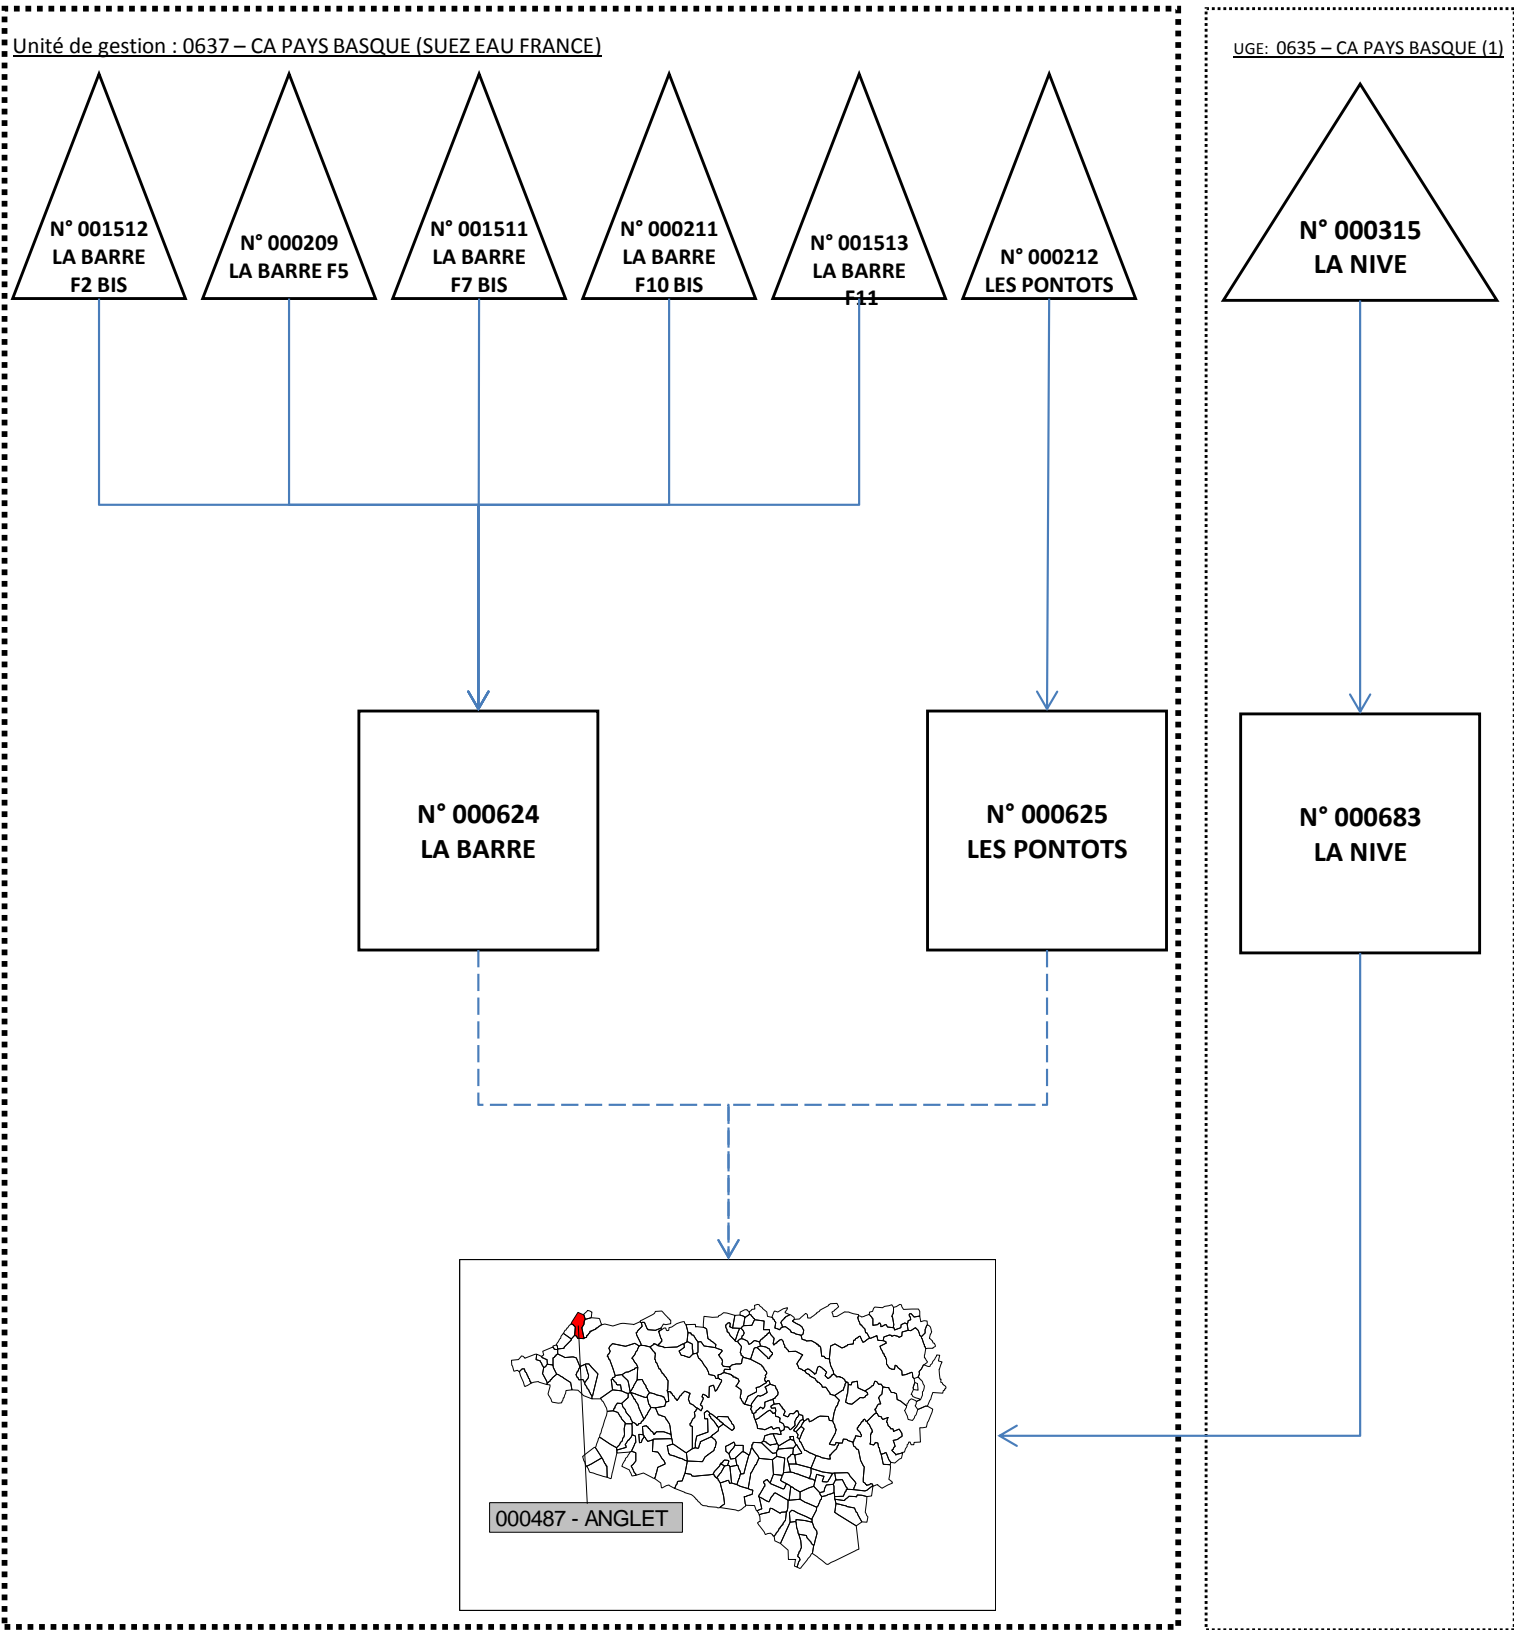 Unité de gestion : 0637 – CA PAYS BASQUE (SUEZ EAU FRANCE)
UGE: 0635 – CA PAYS BASQUE (1)
N° 001512
LA BARRE
F2 BIS
N° 000209
LA BARRE F5
N° 001511
LA BARRE
F7 BIS
N° 000211
LA BARRE
F10 BIS
N° 001513
LA BARRE
F11
N° 000212
LES PONTOTS
N° 000315
LA NIVE
N° 000624
LA BARRE
N° 000625
LES PONTOTS
N° 000683
LA NIVE
000487 - ANGLET